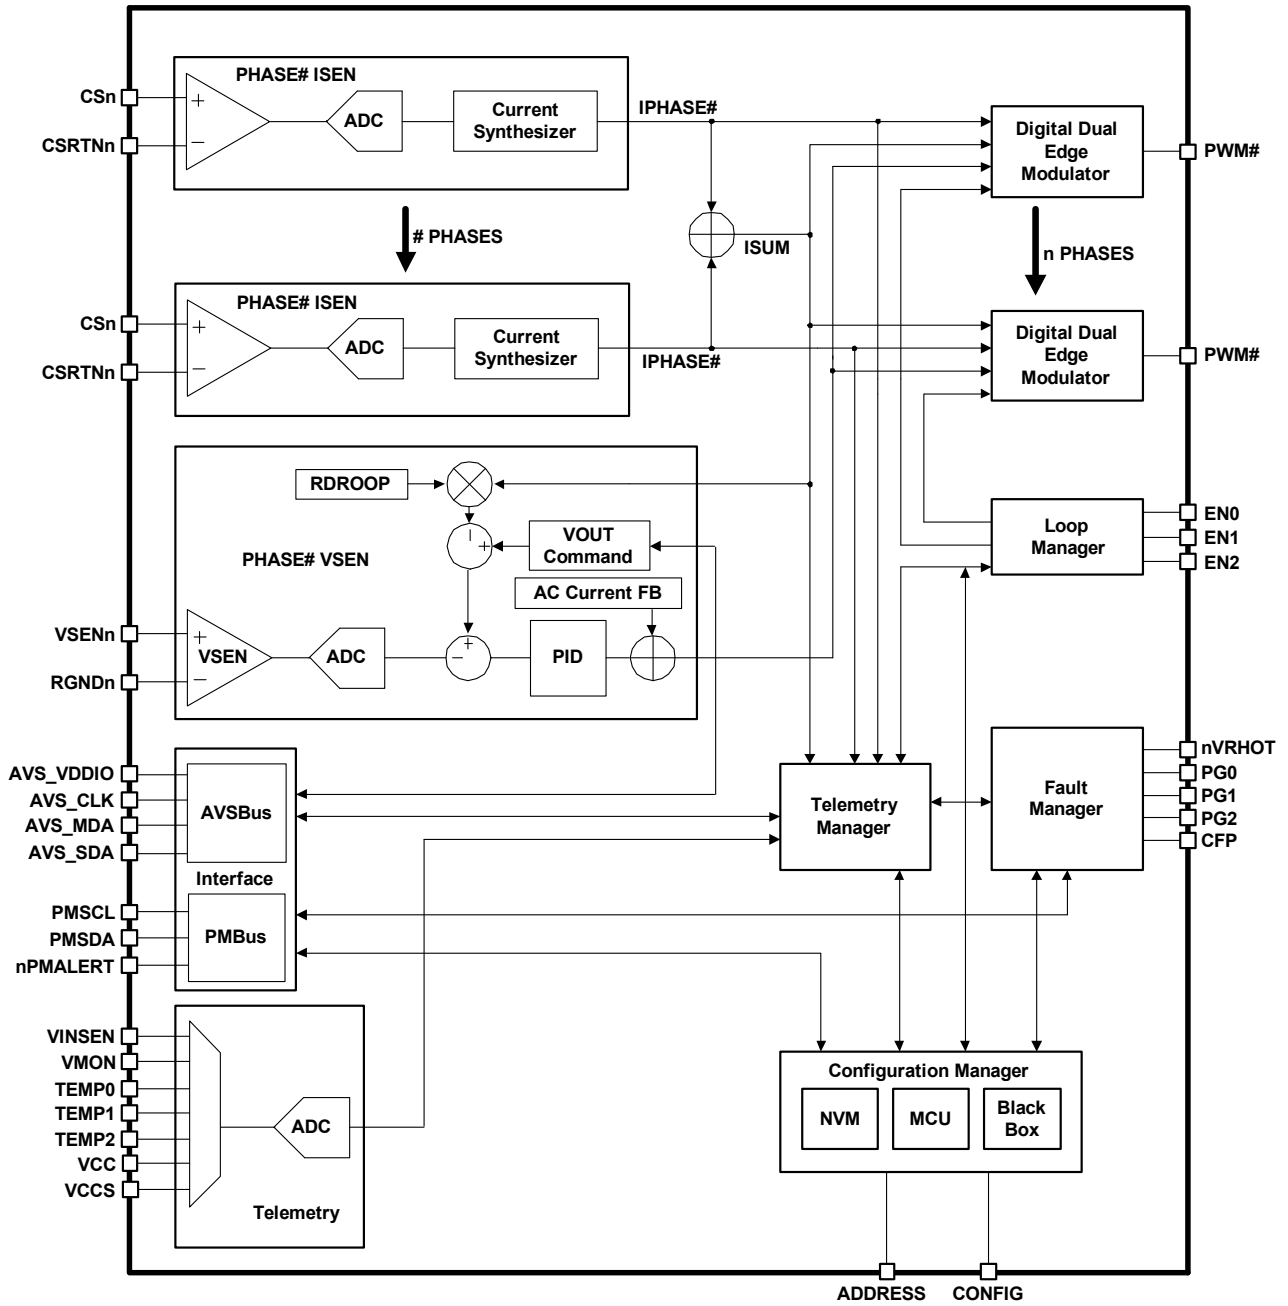 PHASE# ISEN
CSn
CSRTNn
+
−
ADC
Current
Synthesizer
IPHASE#
Digital Dual
Edge
Modulator
PWM#
# PHASES
ISUM
n PHASES
PHASE# ISEN
CSn
CSRTNn
+
−
ADC
Current
Synthesizer
IPHASE#
Digital Dual
Edge
Modulator
PWM#
RDROOP
−
+
VOUT
Command
PHASE# VSEN
AC Current FB
VSENn
RGNDn
+
VSEN
−
ADC
+
−
PID
Loop
Manager
EN0
EN1
EN2
AVS_VDDIO
AVS_CLK
AVS_MDA
AVS_SDA
AVSBus
Interface
PMSCL
PMSDA
nPMALERT
PMBus
Telemetry
Manager
Fault
Manager
nVRHOT
PG0
PG1
PG2
CFP
VINSEN
VMON
TEMP0
TEMP1
TEMP2
VCC
VCCS
ADC
Telemetry
Configuration Manager
NVM
MCU
Black
Box
ADDRESS
CONFIG